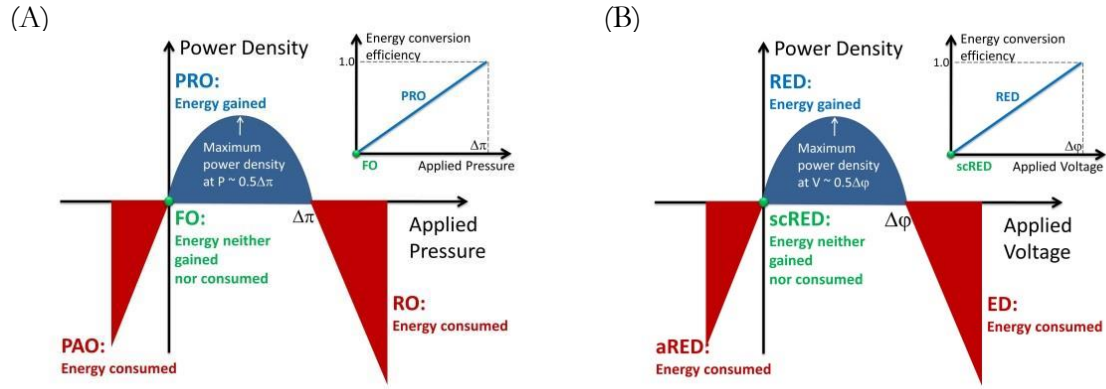 (A)
Power Density
PRO:
Energy gained
Maximum
power density
at P ~ 0.5Δπ
Energy conversion
efficiency
1.0
PRO
Δπ
FO
Applied Pressure
FO:
Energy neither
gained
nor consumed
Δπ
Applied
Pressure
RO:
Energy consumed
PAO:
Energy consumed
(B)
Power Density
RED:
Energy gained
Maximum
power density
at V ~ 0.5Δφ
Energy conversion
efficiency
1.0
RED
Δφ
scRED
Applied Voltage
scRED:
Energy neither
gained
nor consumed
Δφ
Applied
Voltage
ED:
Energy consumed
aRED:
Energy consumed